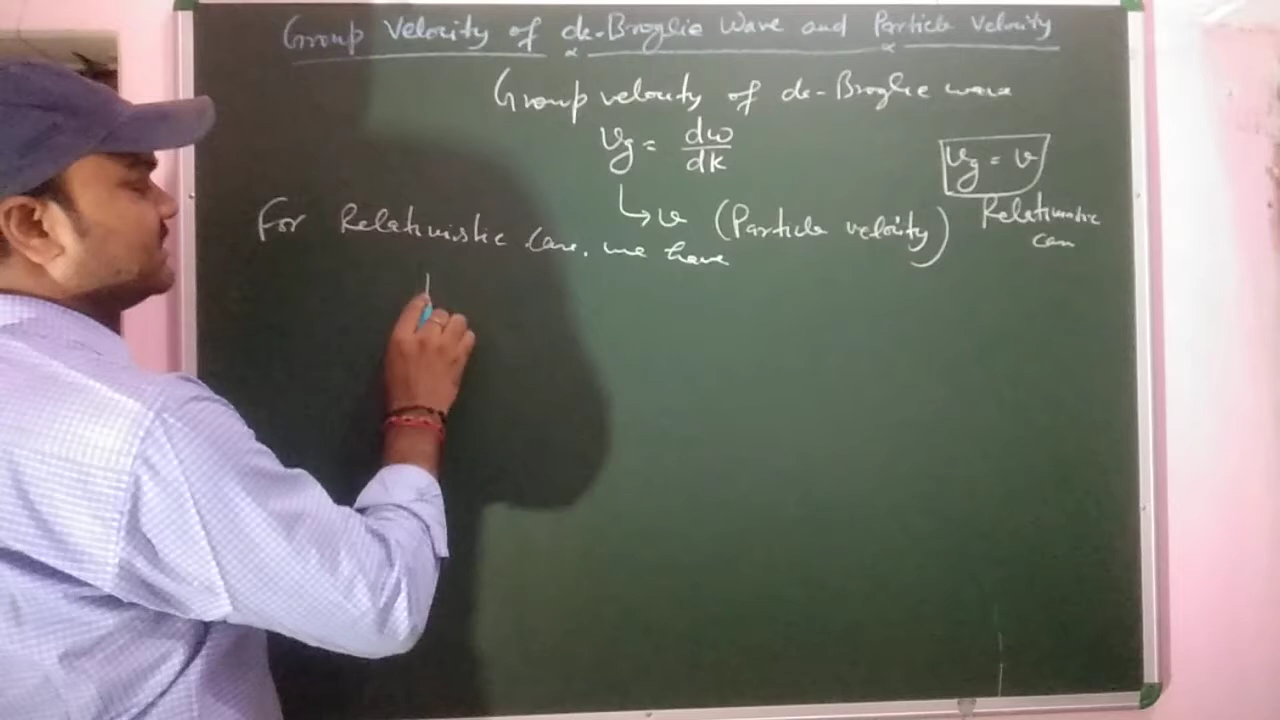 Group Velocity of de-Broglie Wave and Particle Velocity
Group velocity of de-Broglie wave
vg = dω/dK
vg = v
↳ v (Particle velocity)
Relativistic
case
For Relativistic Case, we have